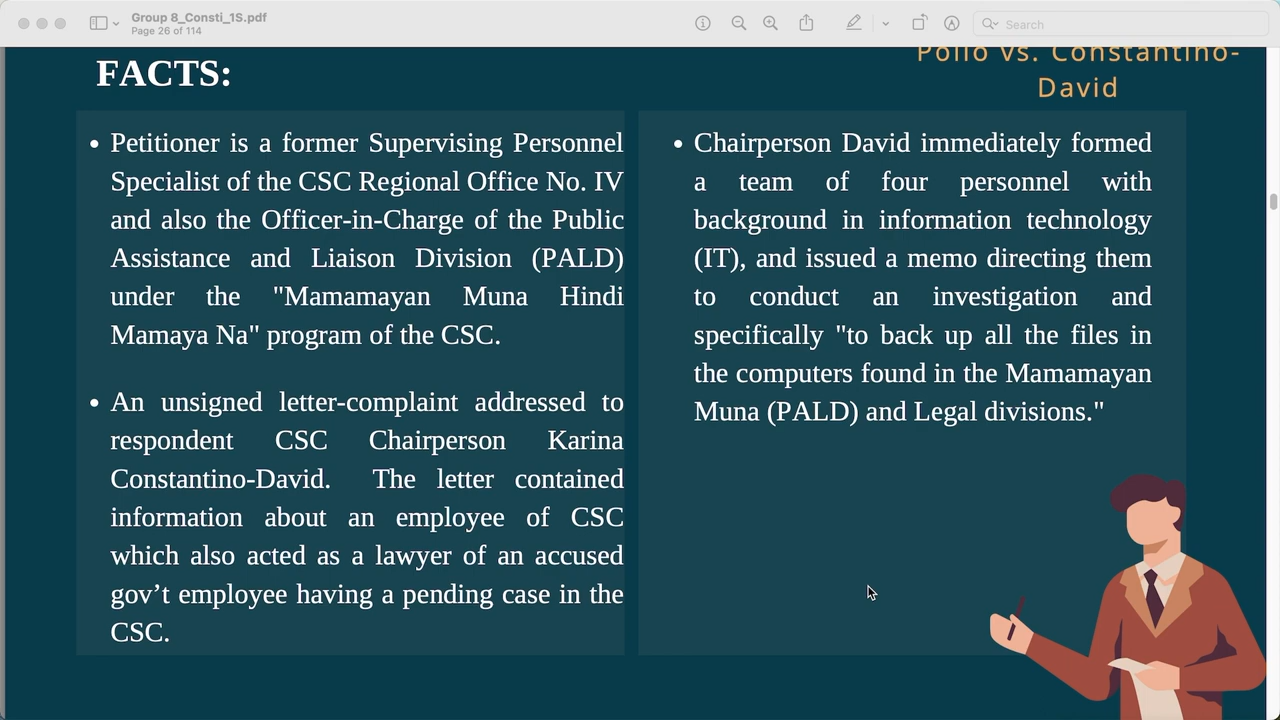 Group 8_Consti_1S.pdf
Page 26 of 114
Search
Pollo vs. Constantino-
David
FACTS:
• Petitioner is a former Supervising Personnel
Specialist of the CSC Regional Office No. IV
and also the Officer-in-Charge of the Public
Assistance and Liaison Division (PALD)
under the "Mamamayan Muna Hindi
Mamaya Na" program of the CSC.
• An unsigned letter-complaint addressed to
respondent CSC Chairperson Karina
Constantino-David. The letter contained
information about an employee of CSC
which also acted as a lawyer of an accused
gov’t employee having a pending case in the
CSC.
• Chairperson David immediately formed
a team of four personnel with
background in information technology
(IT), and issued a memo directing them
to conduct an investigation and
specifically "to back up all the files in
the computers found in the Mamamayan
Muna (PALD) and Legal divisions."